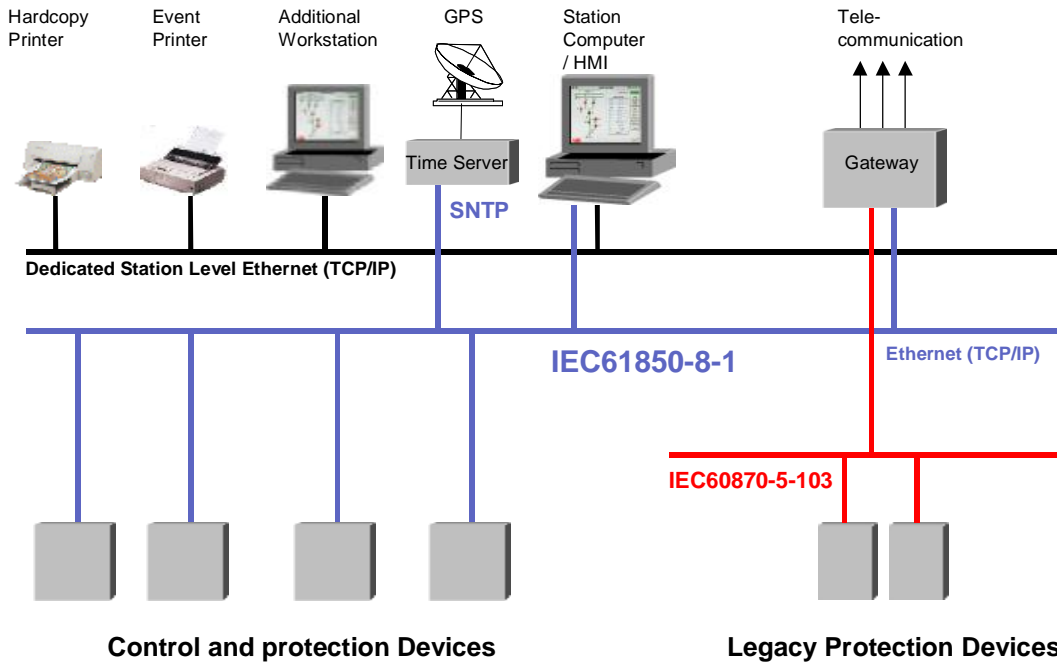 Hardcopy
Printer
Event
Printer
Additional
Workstation
GPS
Station
Computer
/ HMI
Tele-
communication
Time Server
Gateway
SNTP
Dedicated Station Level Ethernet (TCP/IP)
IEC61850-8-1
Ethernet (TCP/IP)
IEC60870-5-103
Control and protection Devices
Legacy Protection Devices